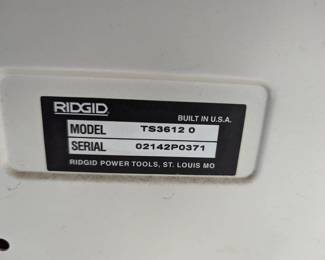 RIDGID
BUILT IN U.S.A.
MODEL TS3612 0
SERIAL 02142P0371
RIDGID POWER TOOLS, ST. LOUIS MO